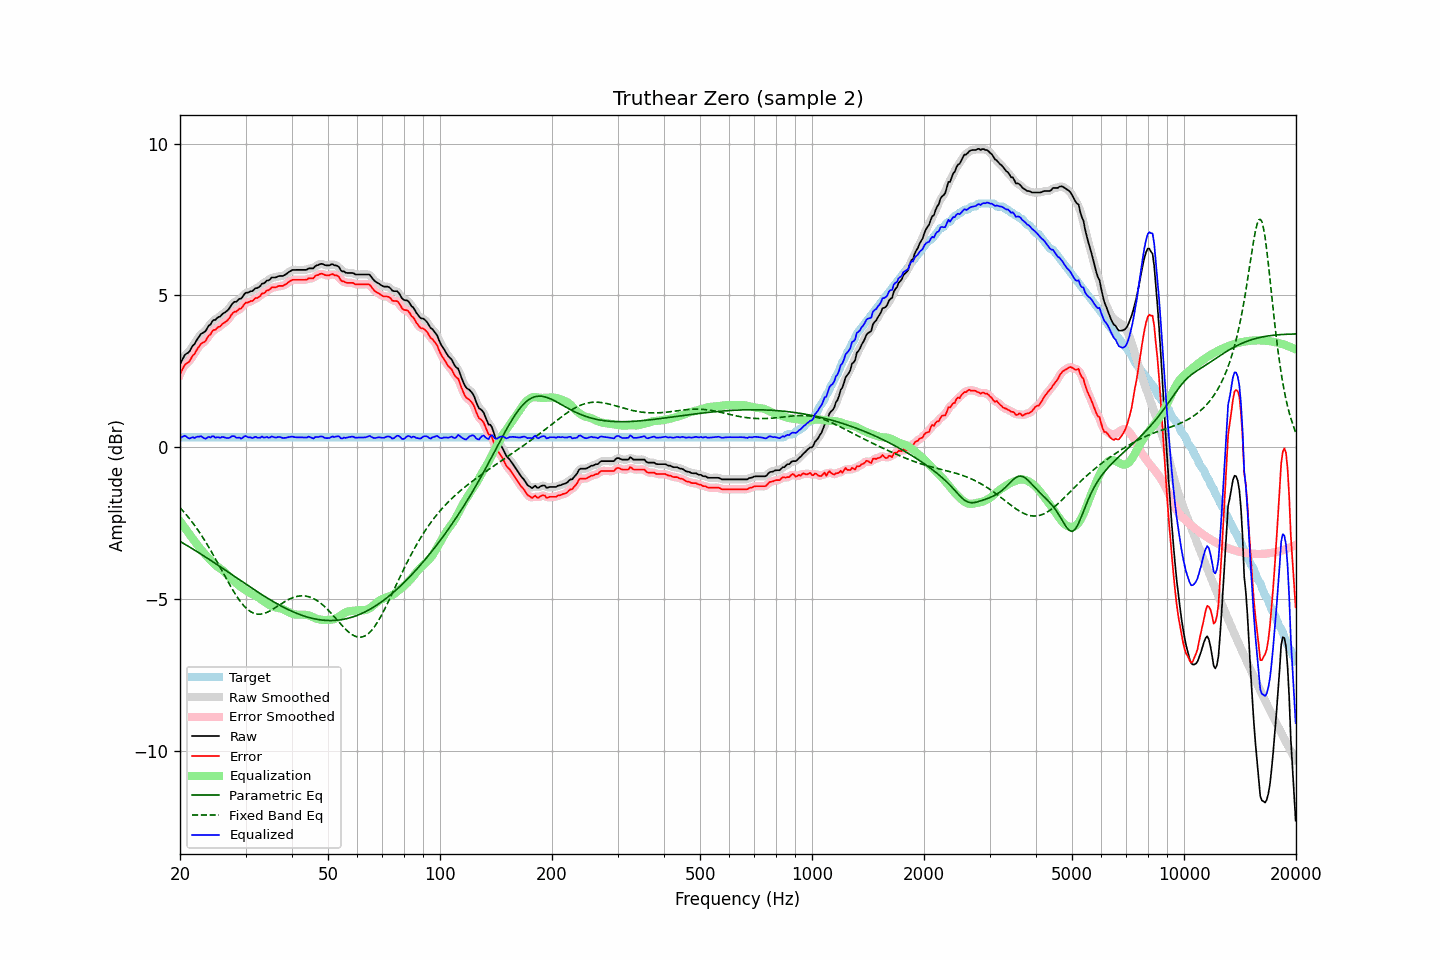 Truthear Zero (sample 2)
10
5
0
−5
−10
Amplitude (dBr)
Target
Raw Smoothed
Error Smoothed
Raw
Error
Equalization
Parametric Eq
Fixed Band Eq
Equalized
20 50 100 200 500 1000 2000 5000 10000 20000
Frequency (Hz)